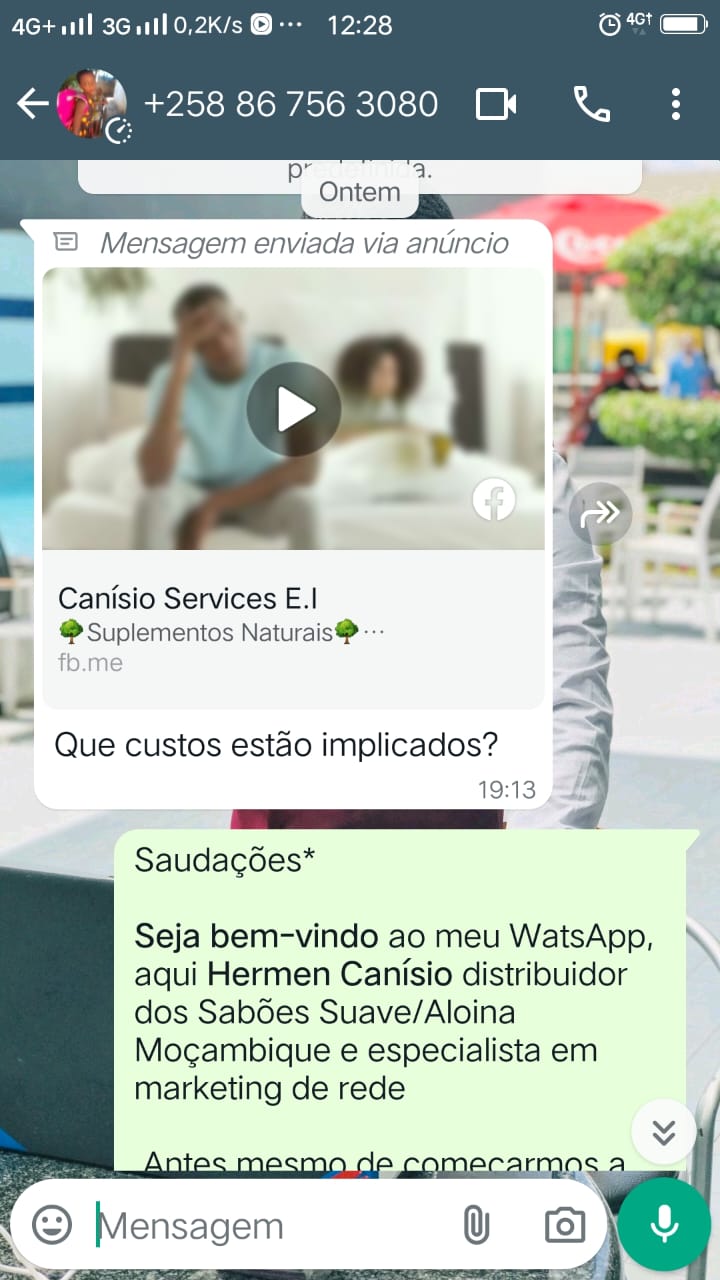 4G+ 3G 0,2K/s ··· 12:28 4G†
+258 86 756 3080
predefinida.
Ontem
Mensagem enviada via anúncio
Canísio Services E.I
🌳Suplementos Naturais🌳···
fb.me
Que custos estão implicados?
19:13
Saudações*
Seja bem-vindo ao meu WatsApp,
aqui Hermen Canísio distribuidor
dos Sabões Suave/Aloina
Moçambique e especialista em
marketing de rede
Antes mesmo de começarmos a
Mensagem